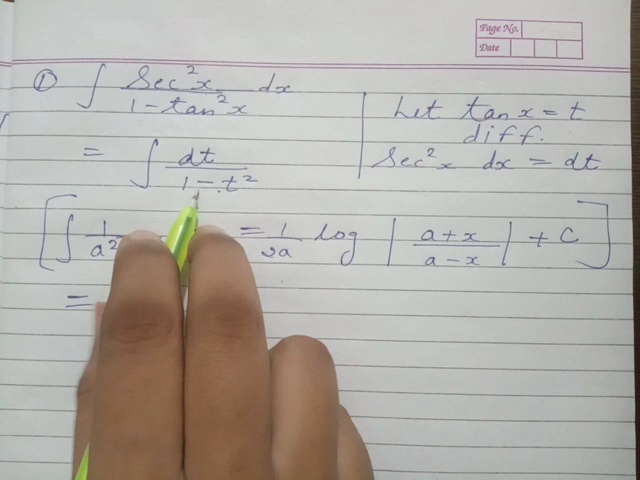 Page No.
Date
① ∫ Sec²x / 1 - tan²x dx
Let tan x = t
diff.
Sec²x dx = dt
= ∫ dt / 1 - t²
[ ∫ 1 / a² = 1 / 2a log | a + x / a - x | + C ]
=